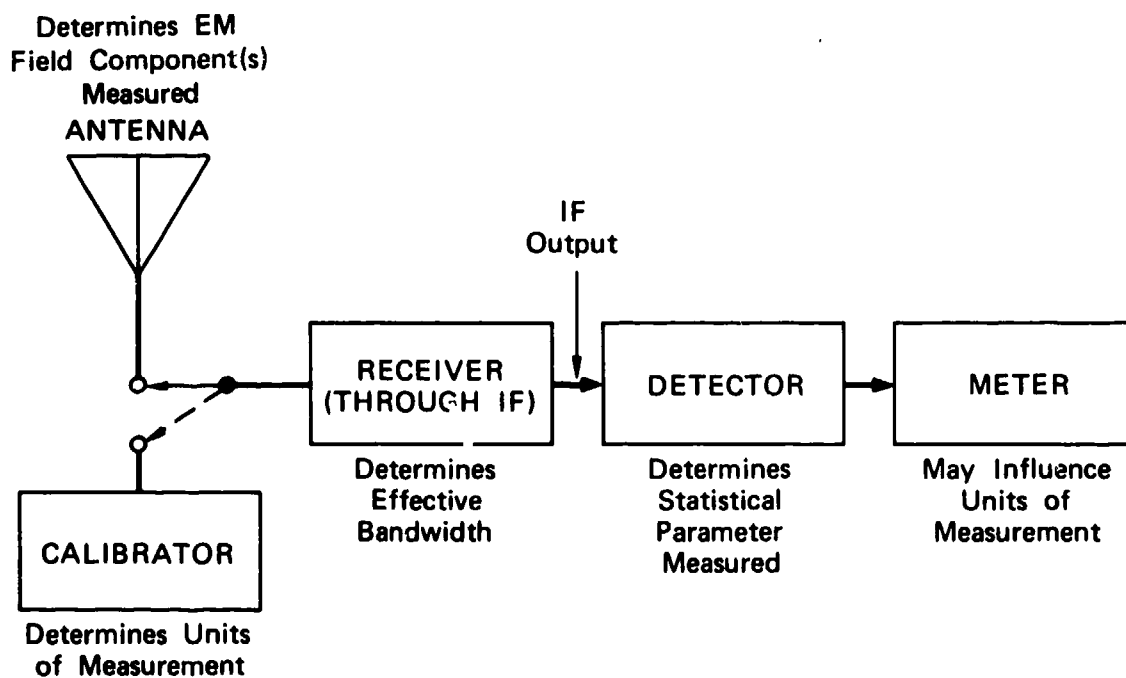 Determines EM
Field Component(s)
Measured
ANTENNA
IF
Output
RECEIVER
(THROUGH IF)
Determines
Effective
Bandwidth
DETECTOR
Determines
Statistical
Parameter
Measured
METER
May Influence
Units of
Measurement
CALIBRATOR
Determines Units
of Measurement